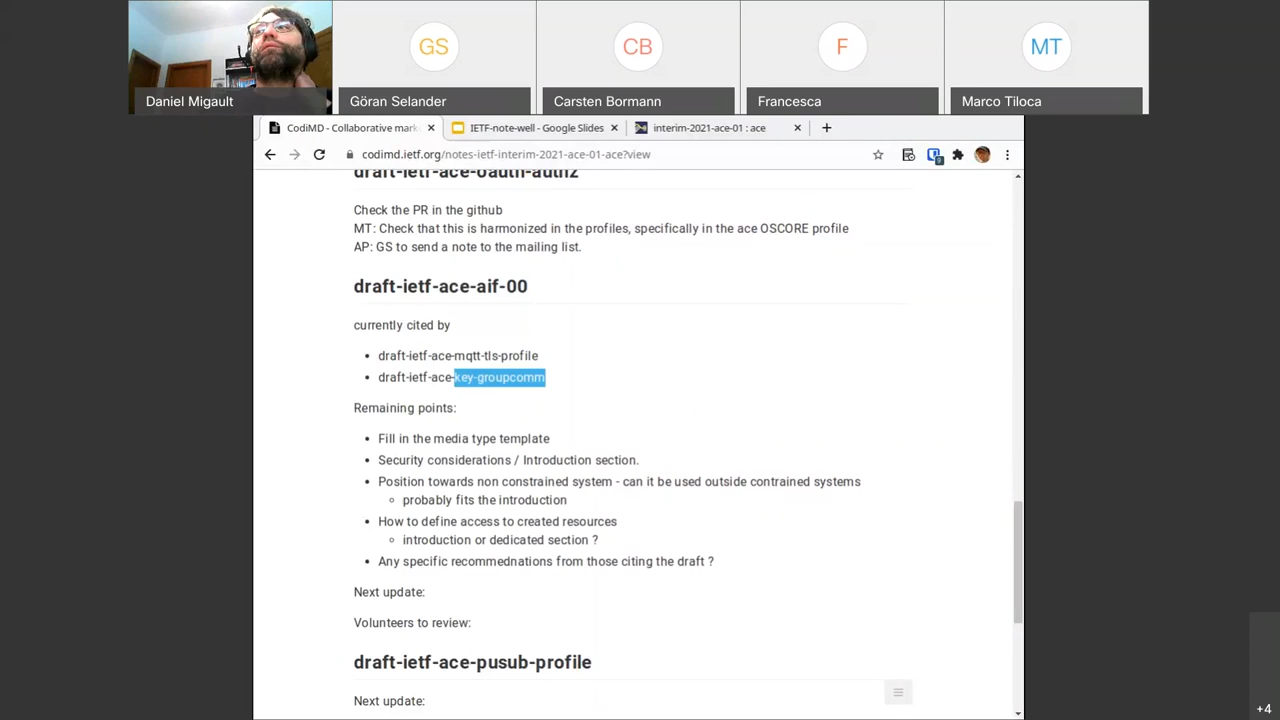 GS
CB
F
MT
Daniel Migault
Göran Selander
Carsten Bormann
Francesca
Marco Tiloca
CodiMD - Collaborative mark
IETF-note-well - Google Slides
interim-2021-ace-01 : ace
codimd.ietf.org/notes-ietf-interim-2021-ace-01-ace?view
draft-ietf-ace-oauth-authz
Check the PR in the github
MT: Check that this is harmonized in the profiles, specifically in the ace OSCORE profile
AP: GS to send a note to the mailing list.
draft-ietf-ace-aif-00
currently cited by
• draft-ietf-ace-mqtt-tls-profile
• draft-ietf-ace-key-groupcomm
Remaining points:
• Fill in the media type template
• Security considerations / Introduction section.
• Position towards non constrained system - can it be used outside contrained systems
◦ probably fits the introduction
• How to define access to created resources
◦ introduction or dedicated section ?
• Any specific recommednations from those citing the draft ?
Next update:
Volunteers to review:
draft-ietf-ace-pusub-profile
Next update:
+4